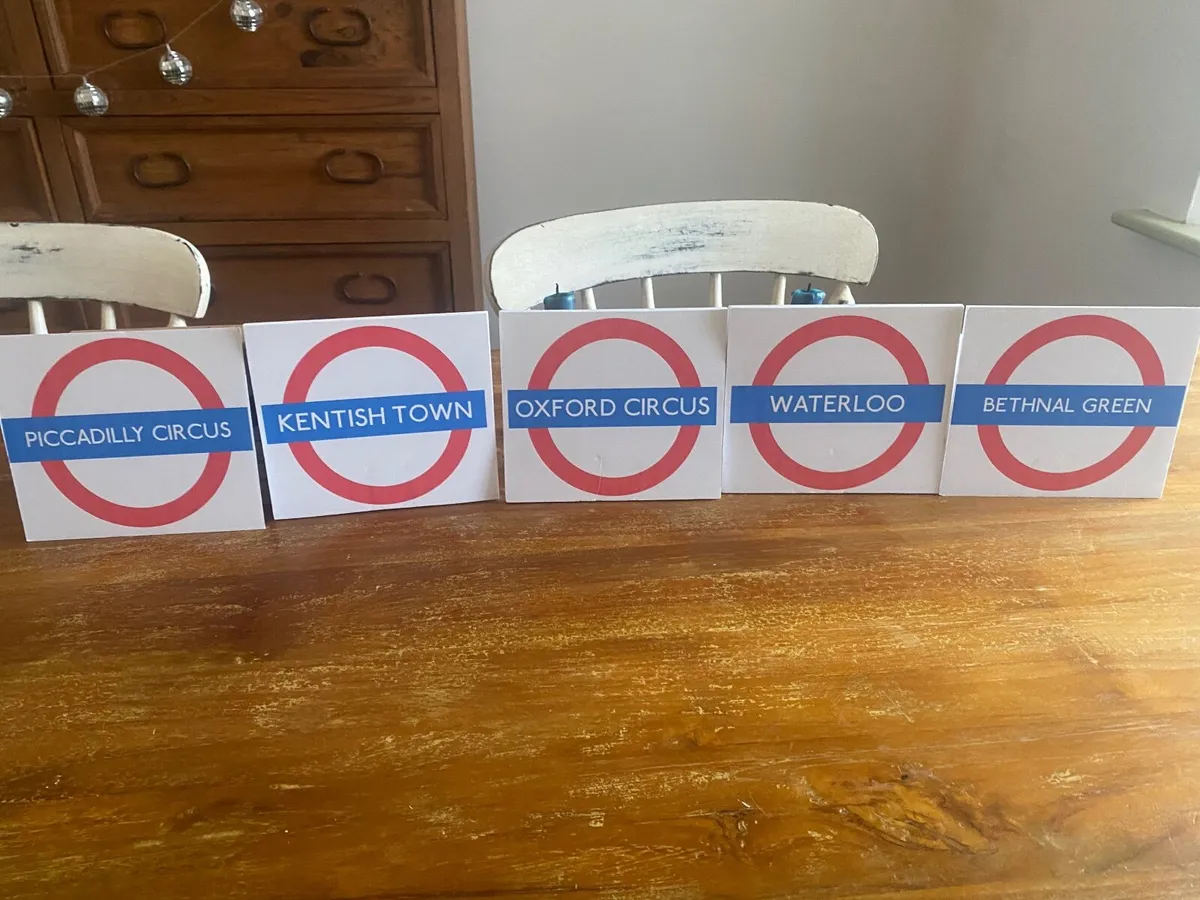 PICCADILLY CIRCUS
KENTISH TOWN
OXFORD CIRCUS
WATERLOO
BETHNAL GREEN